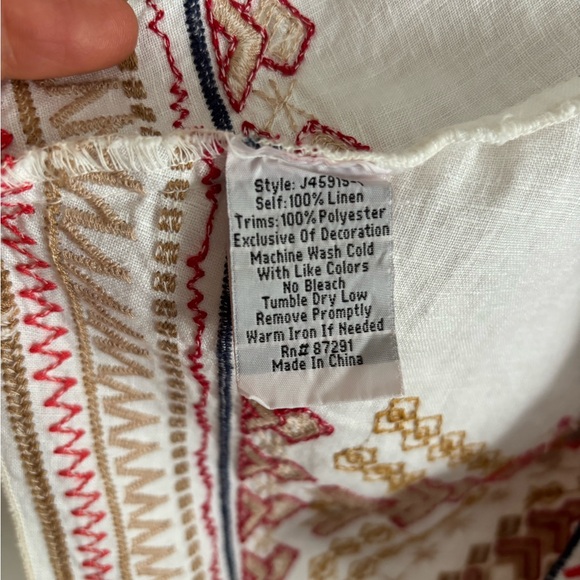 Style: J45915
Self: 100% Linen
Trims: 100% Polyester
Exclusive Of Decoration
Machine Wash Cold
With Like Colors
No Bleach
Tumble Dry Low
Remove Promptly
Warm Iron If Needed
Rn# 87291
Made In China